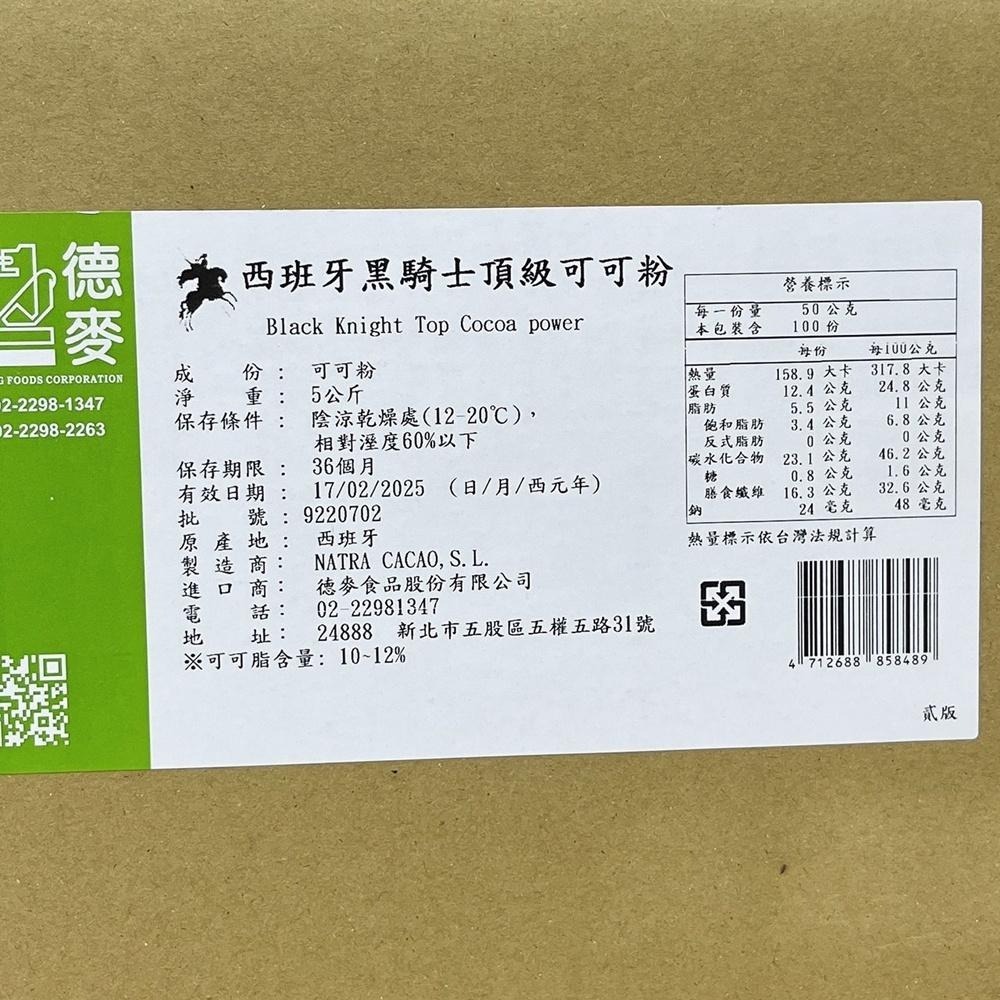 德麥
G FOODS CORPORATION
02-2298-1347
02-2298-2263
西班牙黑騎士頂級可可粉
Black Knight Top Cocoa power
成份： 可可粉
淨重： 5公斤
保存條件： 陰涼乾燥處(12-20℃)，
相對溼度60%以下
保存期限： 36個月
有效日期： 17/02/2025 （日/月/西元年）
批號：9220702
原產地： 西班牙
製造商： NATRA CACAO,S.L.
進口商： 德麥食品股份有限公司
電話： 02-22981347
地址： 24888 新北市五股區五權五路31號
※可可脂含量: 10~12%
營養標示
每一份量 50公克
本包裝含 100份
每份 每100公克
熱量 158.9 大卡 317.8 大卡
蛋白質 12.4 公克 24.8 公克
脂肪 5.5 公克 11 公克
飽和脂肪 3.4 公克 6.8 公克
反式脂肪 0 公克 0 公克
碳水化合物 23.1 公克 46.2 公克
糖 0.8 公克 1.6 公克
膳食纖維 16.3 公克 32.6 公克
鈉 24 毫克 48 毫克
熱量標示依台灣法規計算
4 712688 858489
貳版